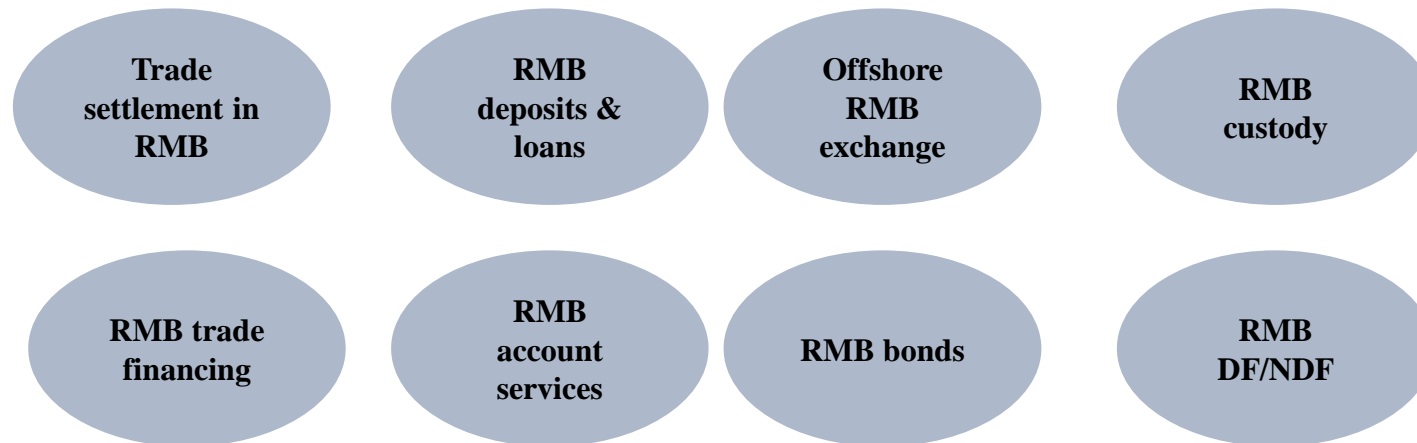 Trade
settlement in
RMB
RMB
deposits &
loans
Offshore
RMB
exchange
RMB
custody
RMB trade
financing
RMB
account
services
RMB bonds
RMB
DF/NDF